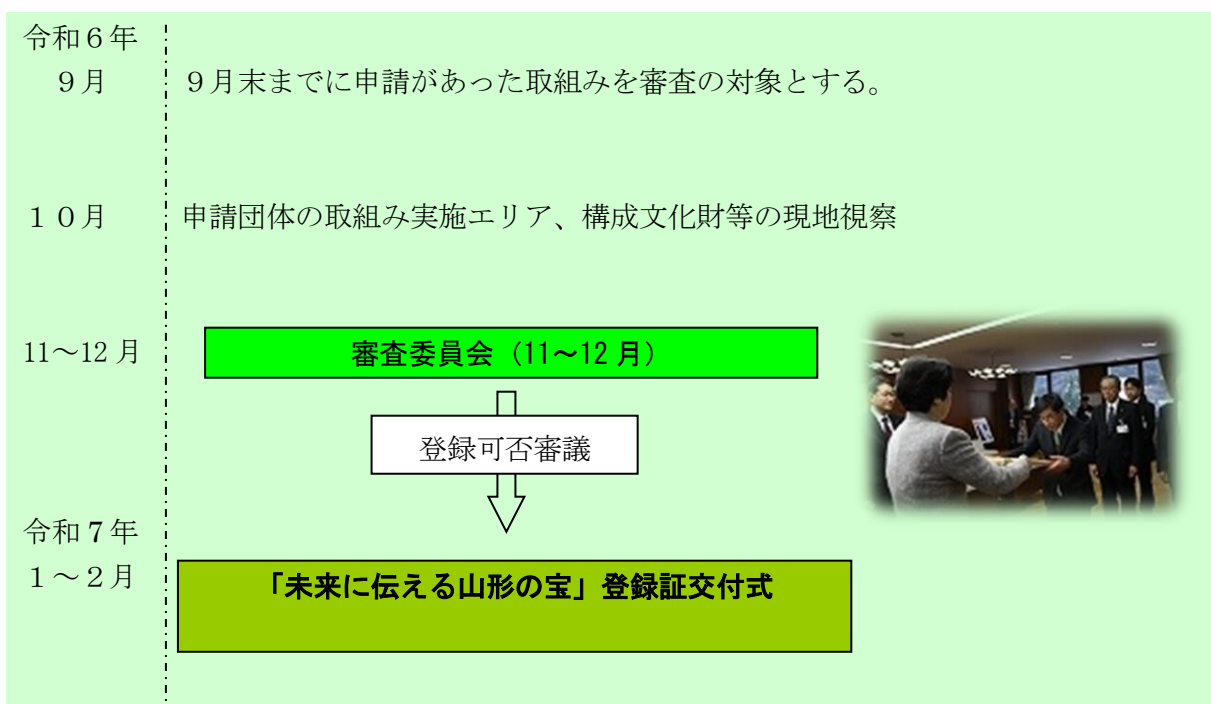 令和６年
９月
９月末までに申請があった取組みを審査の対象とする。
１０月
申請団体の取組み実施エリア、構成文化財等の現地視察
11～12 月
審査委員会（11～12 月）
登録可否審議
令和７年
１～２月
「未来に伝える山形の宝」登録証交付式